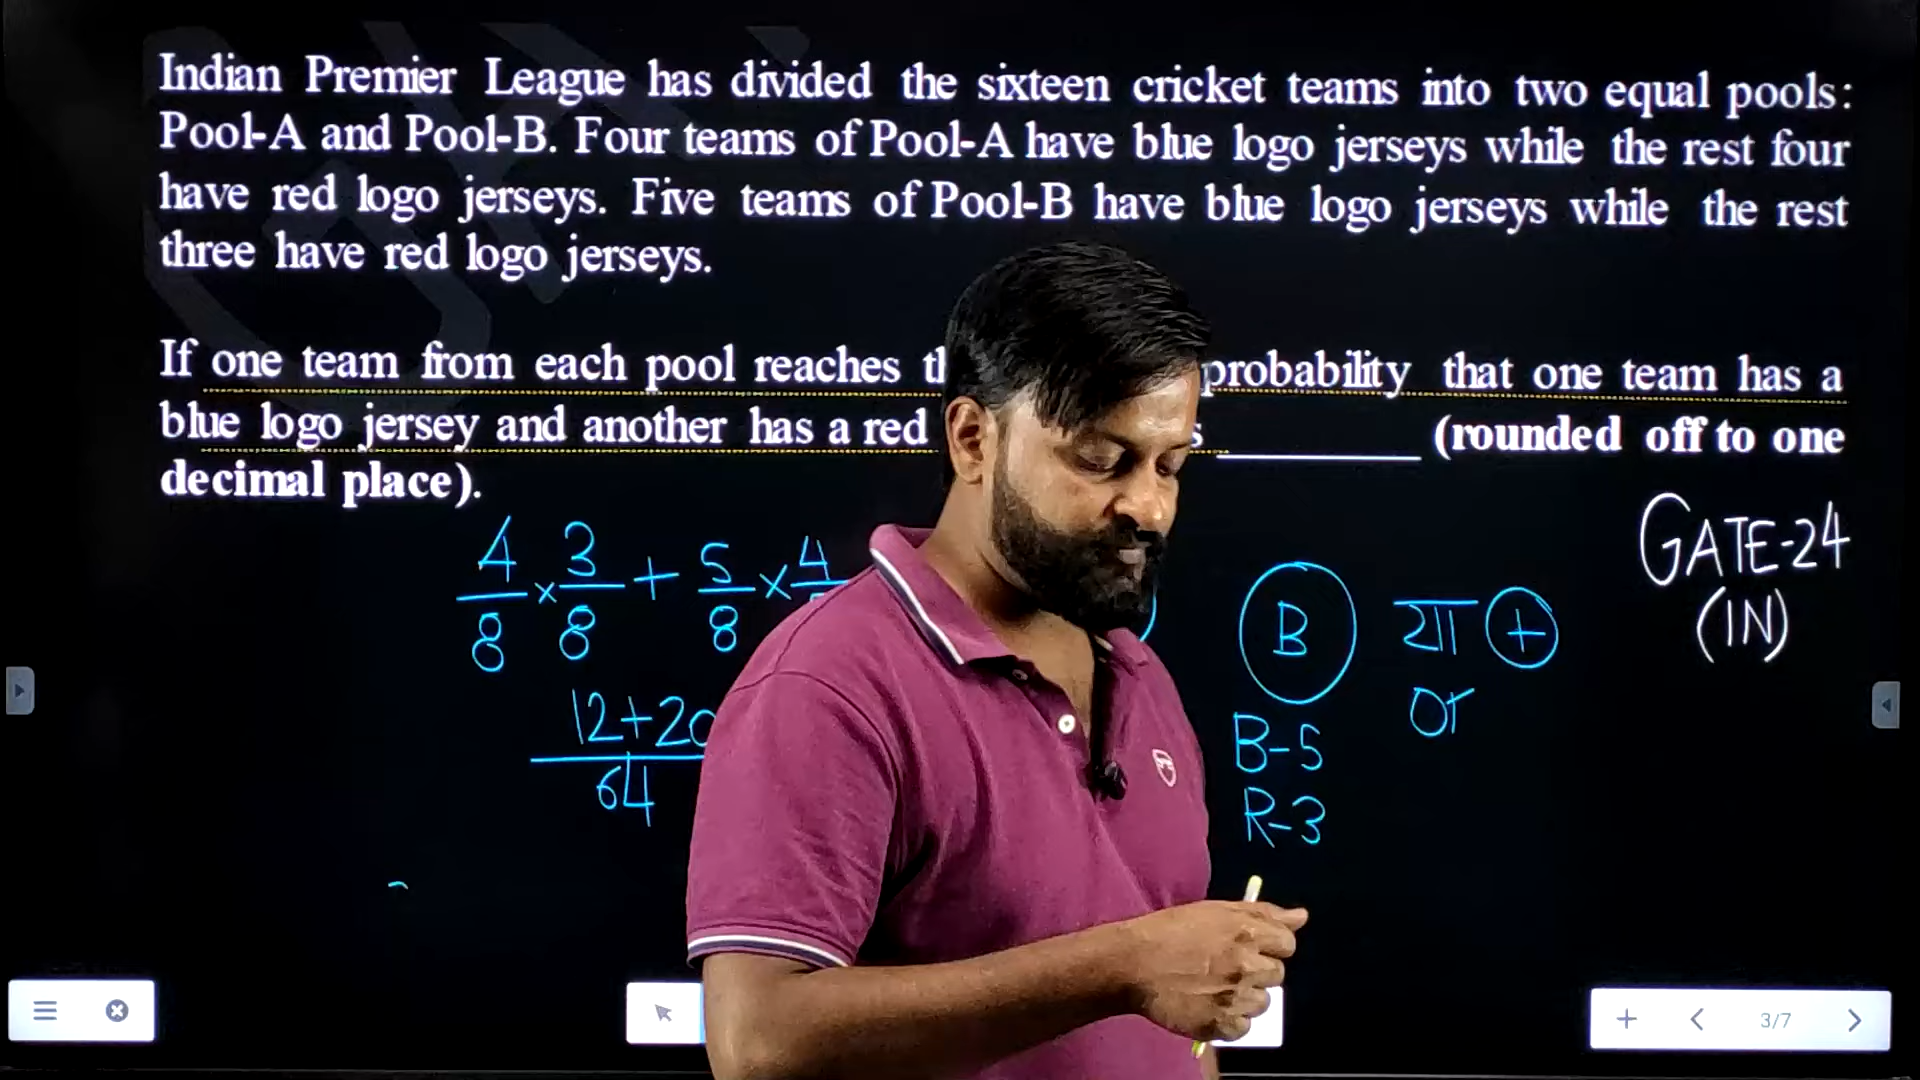 Indian Premier League has divided the sixteen cricket teams into two equal pools:
Pool-A and Pool-B. Four teams of Pool-A have blue logo jerseys while the rest four
have red logo jerseys. Five teams of Pool-B have blue logo jerseys while the rest
three have red logo jerseys.
If one team from each pool reaches probability that one team has a
blue logo jersey and another has a red ________ (rounded off to one
decimal place).
4/8 × 3/8 + 5/8 × 4
12+20
64
B
B-5
R-3
या +
or
GATE-24
(IN)
3/7